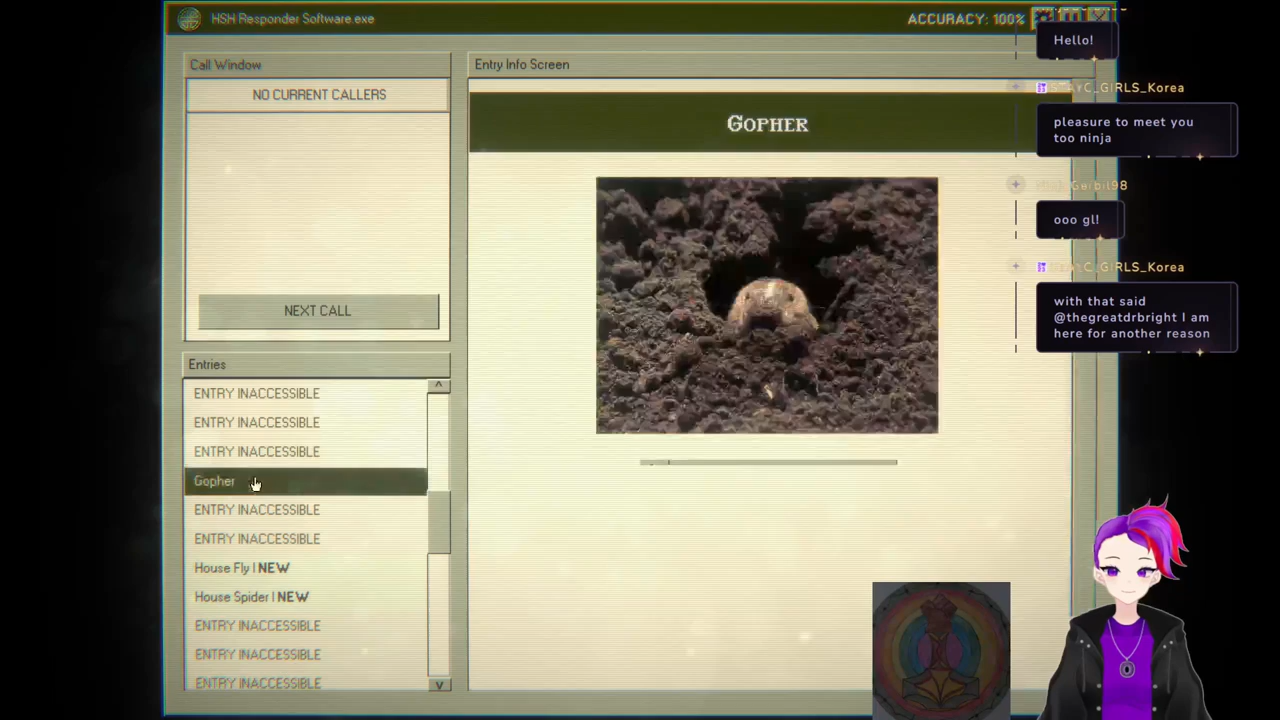 HSH Responder Software.exe
ACCURACY: 100%
Call Window
NO CURRENT CALLERS
NEXT CALL
Entries
ENTRY INACCESSIBLE
ENTRY INACCESSIBLE
ENTRY INACCESSIBLE
Gopher
ENTRY INACCESSIBLE
ENTRY INACCESSIBLE
House Fly | NEW
House Spider | NEW
ENTRY INACCESSIBLE
ENTRY INACCESSIBLE
ENTRY INACCESSIBLE
Entry Info Screen
GOPHER
Hello!
pleasure to meet you
too ninja
ooo gl!
with that said
@thegreatdrbright I am
here for another reason